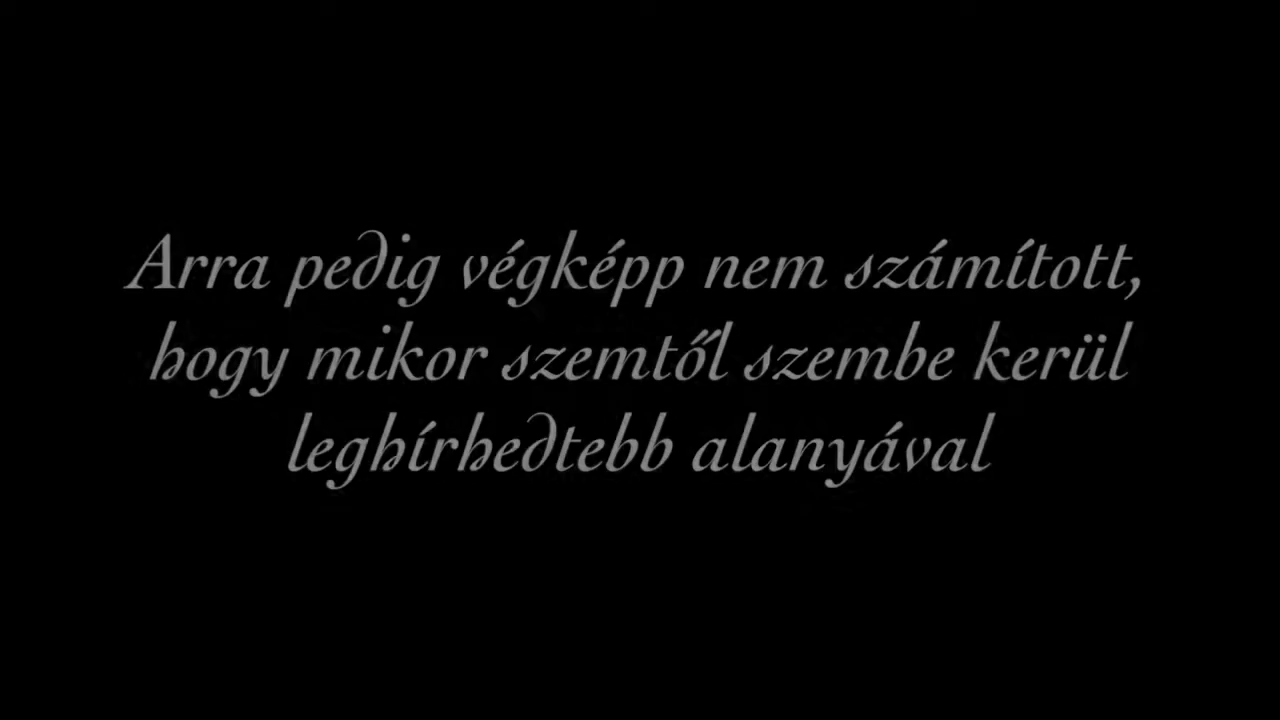 Arra pedig végképp nem számított,
hogy mikor szemtől szembe kerül
leghírhedtebb alanyával